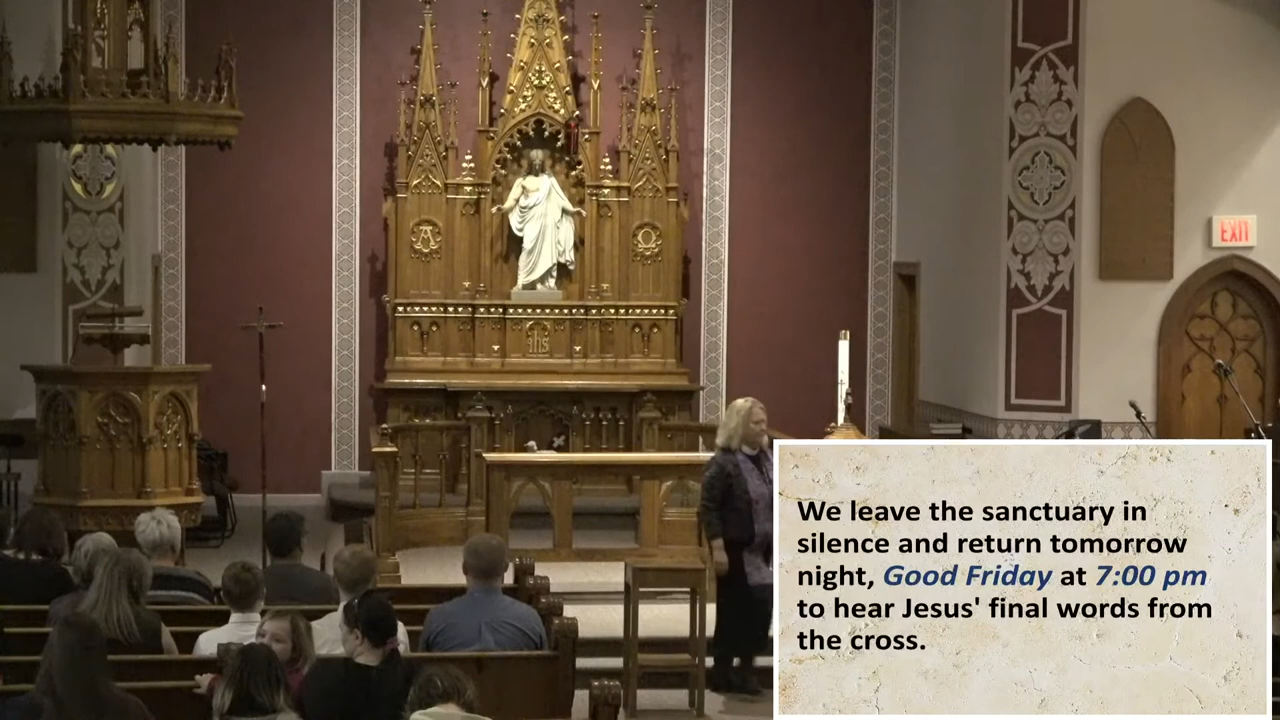 A
Ω
ihs
EXIT
We leave the sanctuary in
silence and return tomorrow
night, Good Friday at 7:00 pm
to hear Jesus' final words from
the cross.